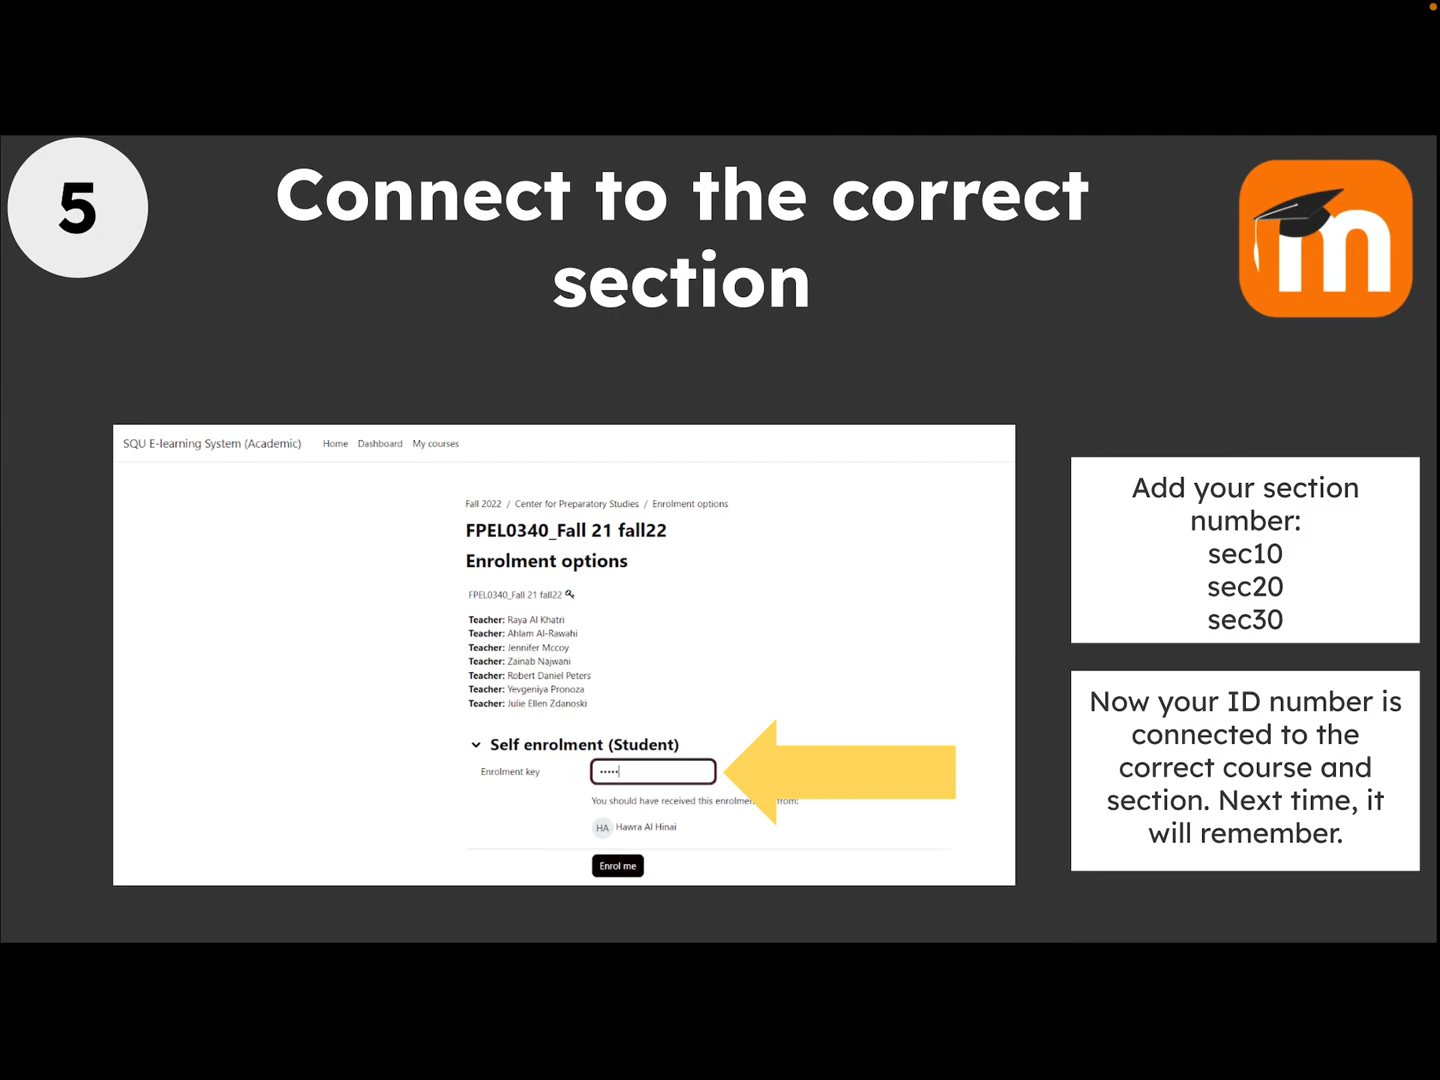 5
Connect to the correct
section
m
SQU E-learning System (Academic) Home Dashboard My courses
Fall 2022 / Center for Preparatory Studies / Enrolment options
FPEL0340_Fall 21 fall22
Enrolment options
FPEL0340_Fall 21 fall22
Teacher: Raya Al Khatri
Teacher: Ahlam Al-Rawahi
Teacher: Jennifer Mccoy
Teacher: Zainab Najwani
Teacher: Robert Daniel Peters
Teacher: Yevgeniya Pronoza
Teacher: Julie Ellen Zdanoski
Self enrolment (Student)
Enrolment key •••••
You should have received this enrolmen from:
HA Hawra Al Hinai
Enrol me
Add your section
number:
sec10
sec20
sec30
Now your ID number is
connected to the
correct course and
section. Next time, it
will remember.